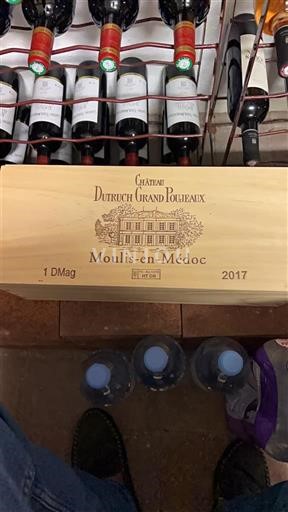 CHÂTEAU
DUTRUCH GRAND POUJEAUX
Moulis-en-Médoc
1 DMag
2017